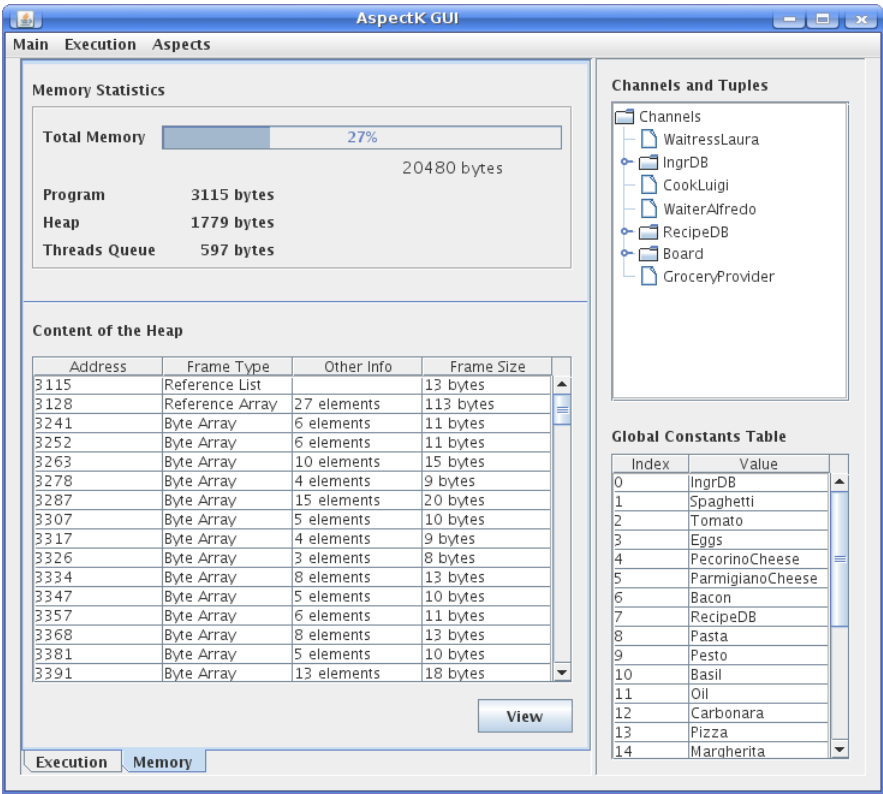 AspectK GUI
Main Execution Aspects
Memory Statistics
Total Memory 27%
20480 bytes
Program 3115 bytes
Heap 1779 bytes
Threads Queue 597 bytes
Content of the Heap
Address Frame Type Other Info Frame Size
3115 Reference List 13 bytes
3128 Reference Array 27 elements 113 bytes
3241 Byte Array 6 elements 11 bytes
3252 Byte Array 6 elements 11 bytes
3263 Byte Array 10 elements 15 bytes
3278 Byte Array 4 elements 9 bytes
3287 Byte Array 15 elements 20 bytes
3307 Byte Array 5 elements 10 bytes
3317 Byte Array 4 elements 9 bytes
3326 Byte Array 3 elements 8 bytes
3334 Byte Array 8 elements 13 bytes
3347 Byte Array 5 elements 10 bytes
3357 Byte Array 6 elements 11 bytes
3368 Byte Array 8 elements 13 bytes
3381 Byte Array 5 elements 10 bytes
3391 Byte Array 13 elements 18 bytes
View
Execution Memory
Channels and Tuples
Channels
WaitressLaura
IngrDB
CookLuigi
WaiterAlfredo
RecipeDB
Board
GroceryProvider
Global Constants Table
Index Value
0 IngrDB
1 Spaghetti
2 Tomato
3 Eggs
4 PecorinoCheese
5 ParmigianoCheese
6 Bacon
7 RecipeDB
8 Pasta
9 Pesto
10 Basil
11 Oil
12 Carbonara
13 Pizza
14 Margherita